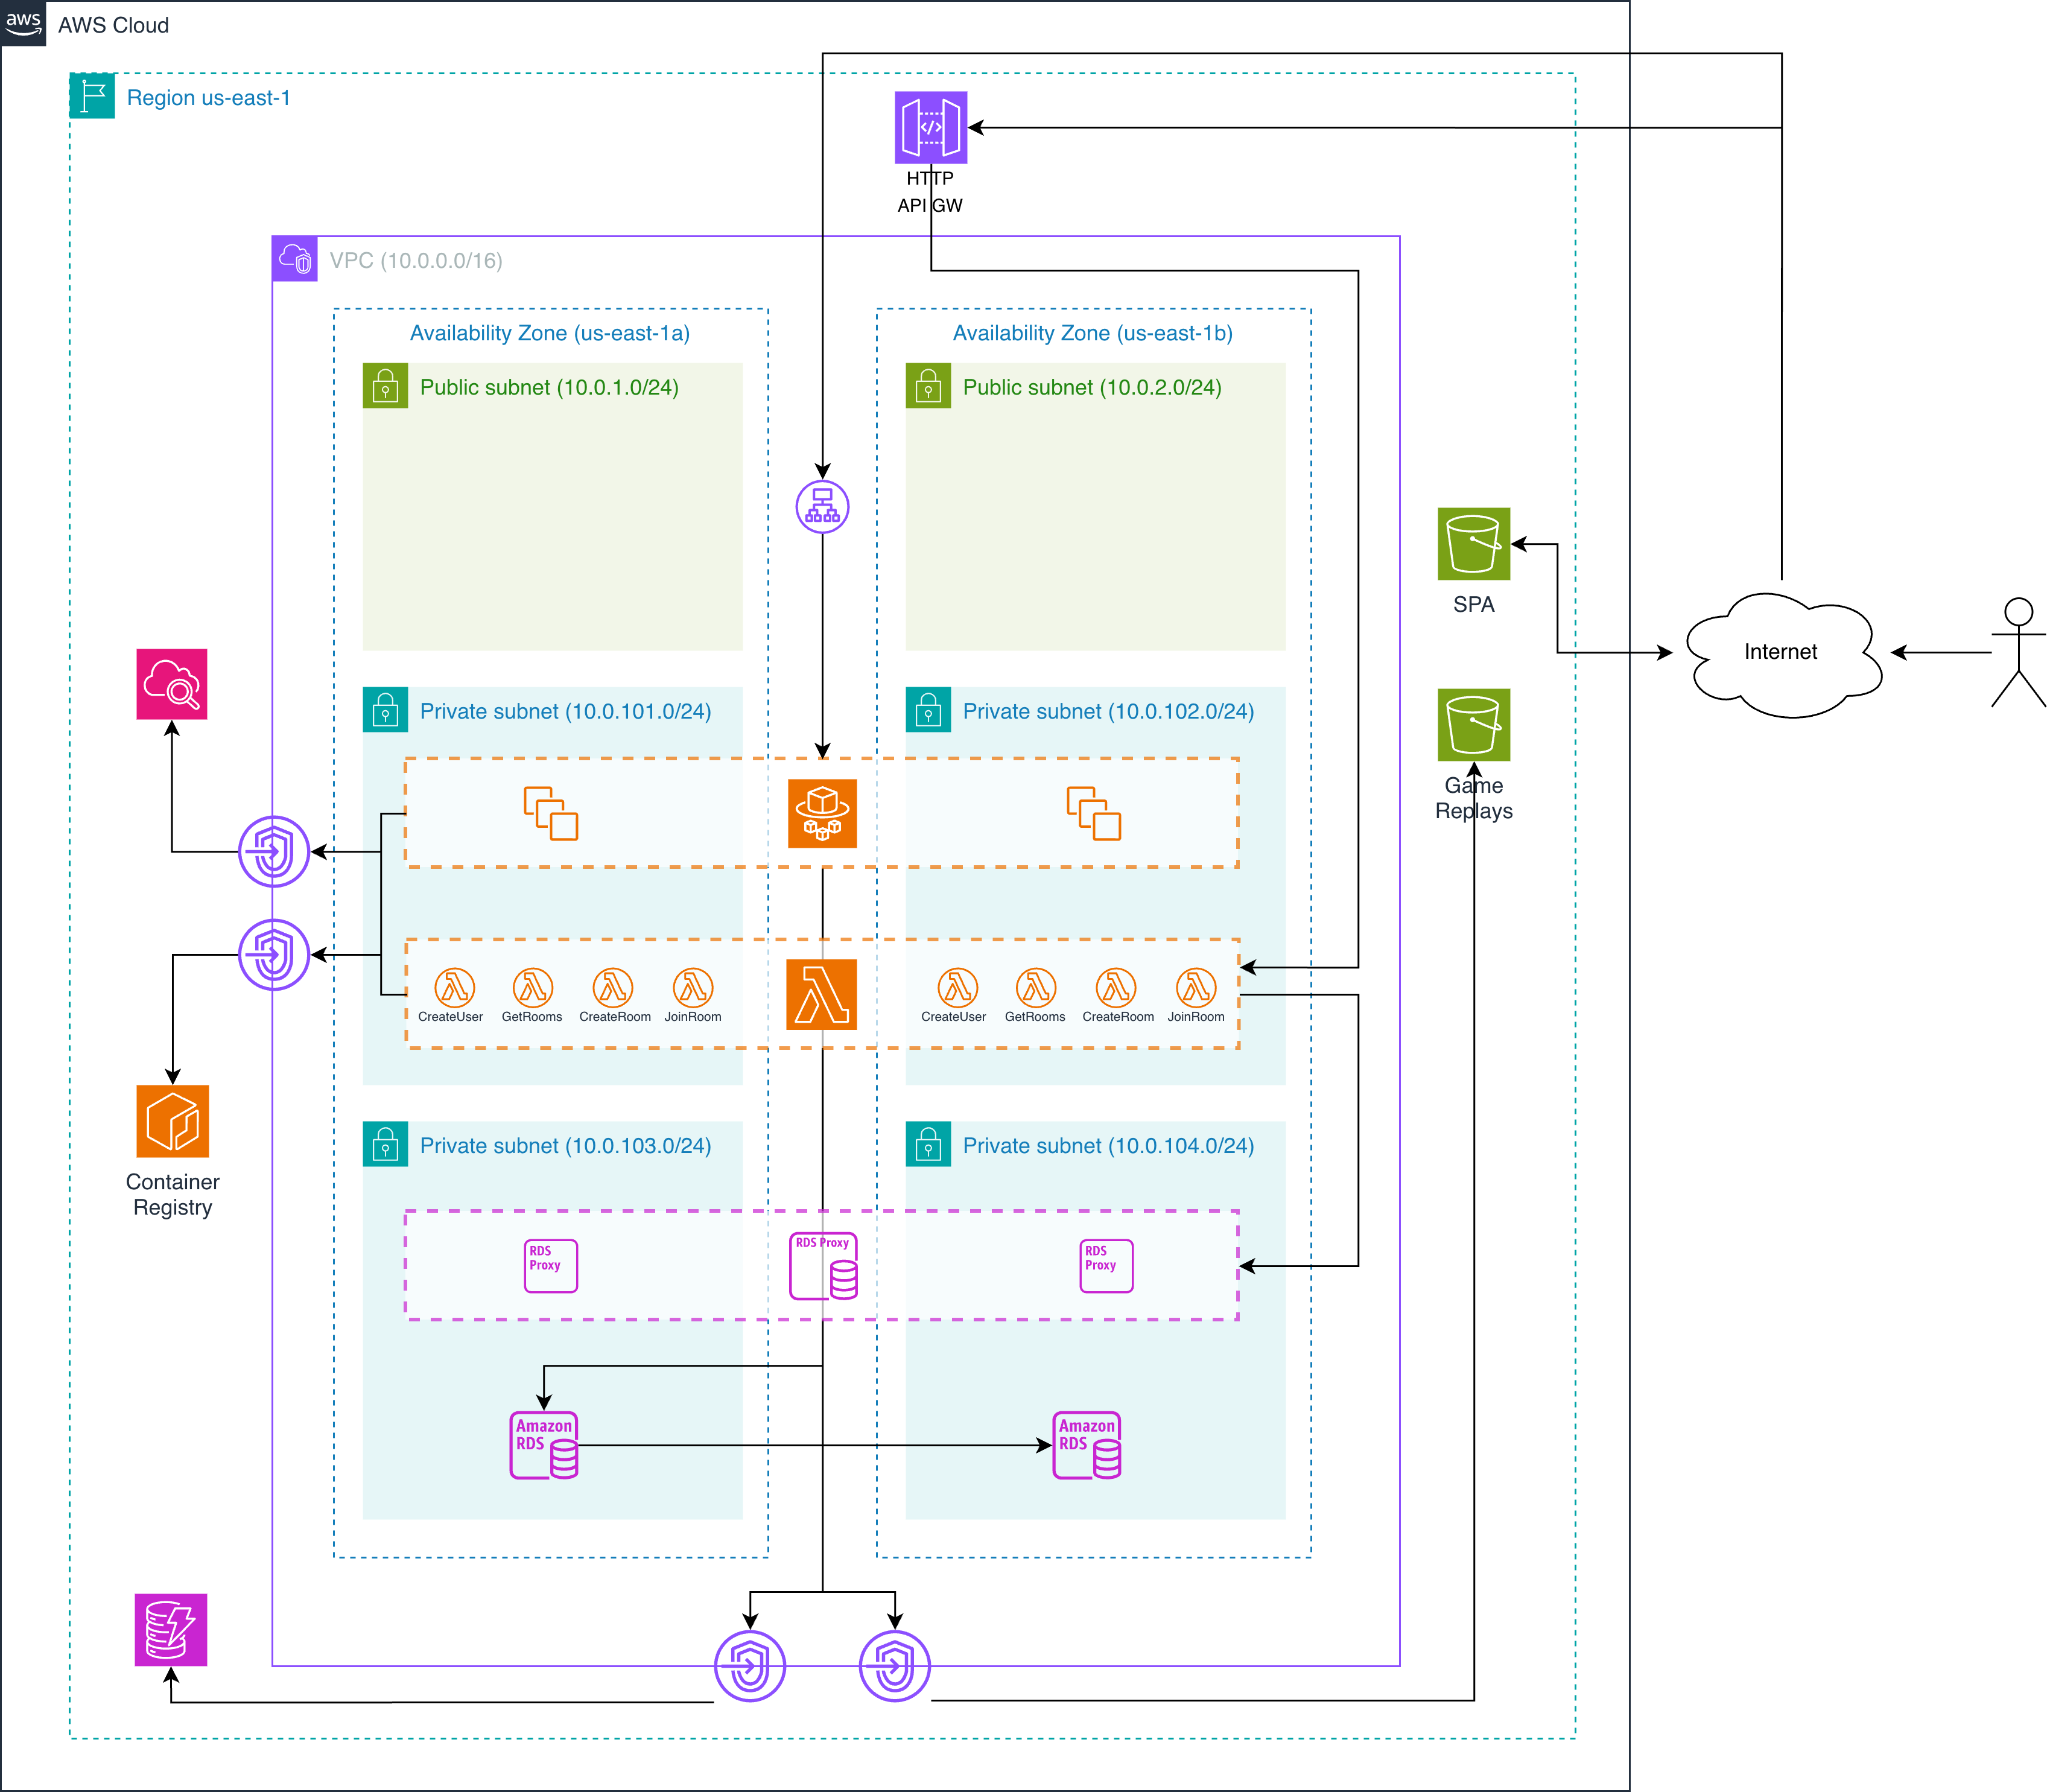 aws
AWS Cloud
Region us-east-1
</>
HTTP
API GW
VPC (10.0.0.0/16)
Availability Zone (us-east-1a)
Availability Zone (us-east-1b)
Public subnet (10.0.1.0/24)
Public subnet (10.0.2.0/24)
SPA
Internet
Private subnet (10.0.101.0/24)
Private subnet (10.0.102.0/24)
Game
Replays
CreateUser
GetRooms
CreateRoom
JoinRoom
CreateUser
GetRooms
CreateRoom
JoinRoom
Container
Registry
Private subnet (10.0.103.0/24)
Private subnet (10.0.104.0/24)
RDS
Proxy
RDS Proxy
RDS
Proxy
Amazon
RDS
Amazon
RDS